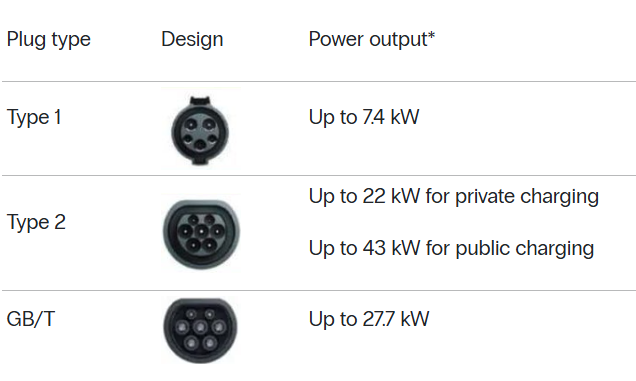 Plug type Design Power output*
Type 1 Up to 7.4 kW
Up to 22 kW for private charging
Type 2
Up to 43 kW for public charging
GB/T Up to 27.7 kW